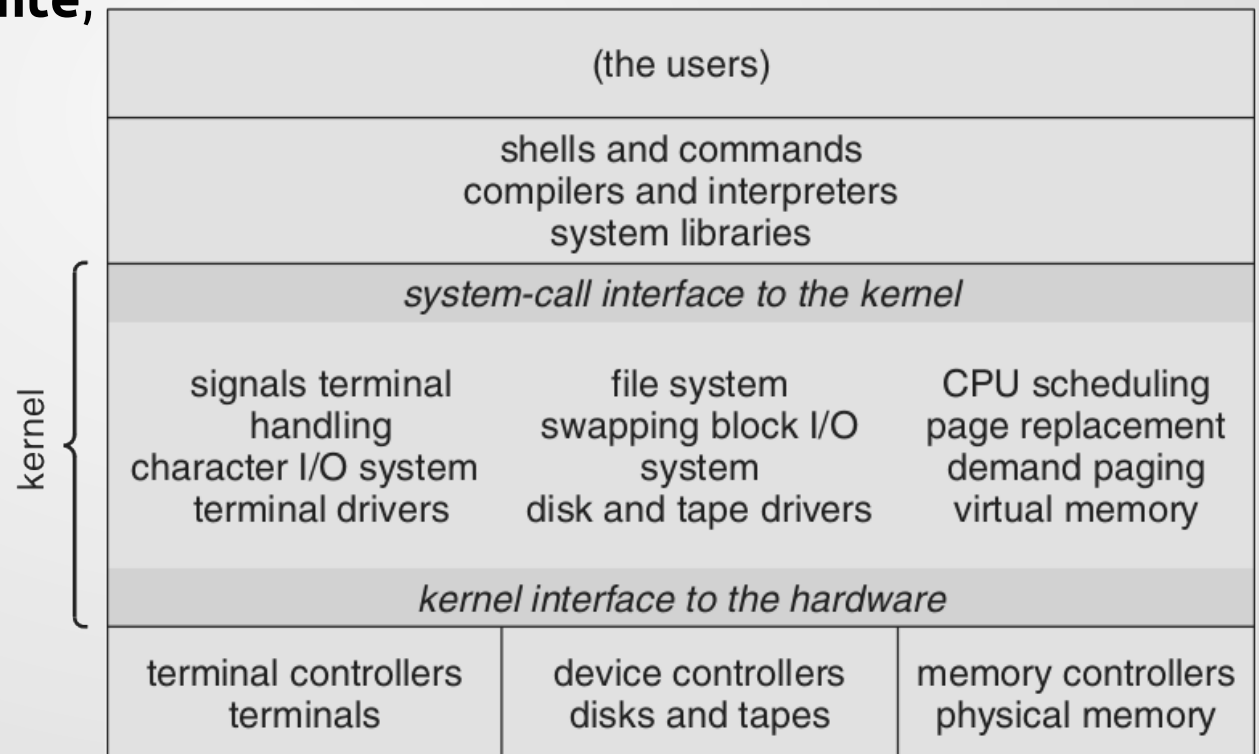 (the users)
shells and commands
compilers and interpreters
system libraries
kernel
system-call interface to the kernel
signals terminal
handling
character I/O system
terminal drivers
file system
swapping block I/O
system
disk and tape drivers
CPU scheduling
page replacement
demand paging
virtual memory
kernel interface to the hardware
terminal controllers
terminals
device controllers
disks and tapes
memory controllers
physical memory